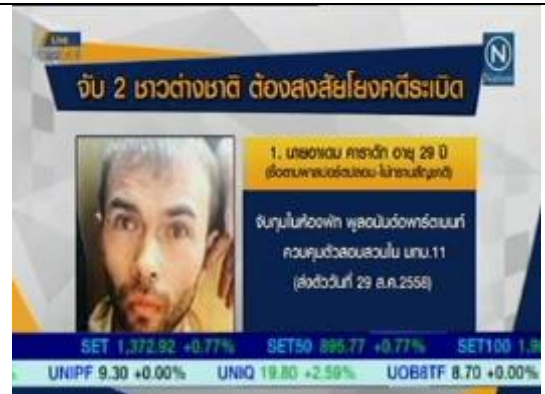 Live
N
จับ 2 ชาวต่างชาติ ต้องสงสัยโยงคดีระเบิด
1. นายอาเดม คาราดัก อายุ 29 ปี
(ชื่อตามพาสปอร์ตปลอม-ไม่ทราบสัญชาติ)
จับกุมในห้องพัก พูลอนันต์อพาร์ตเมนท์
ควบคุมตัวสอบสวนใน มทบ.11
(ส่งตัววันที่ 29 ส.ค.2558)
SET 1,372.92 +0.77% SET50 895.77 +0.77% SET100 1,9
UNIPF 9.30 +0.00% UNIQ 19.80 +2.59% UOB8TF 8.70 +0.00%